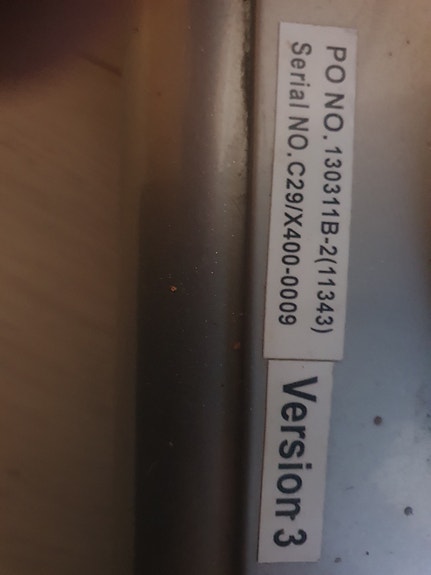 PO NO. 130311B-2(11343)
Serial NO. C29/X400-0009
Version 3